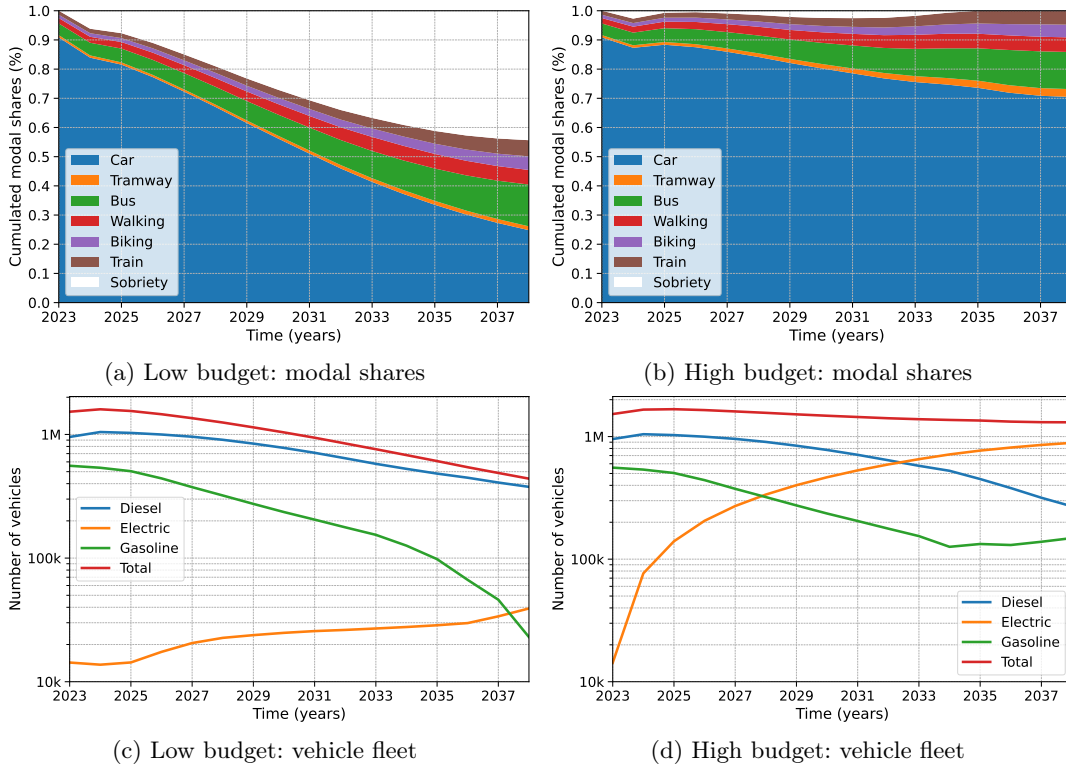 Cumulated modal shares (%)
1.0
0.9
0.8
0.7
0.6
0.5
0.4
0.3
0.2
0.1
0.0
Car
Tramway
Bus
Walking
Biking
Train
Sobriety
2023 2025 2027 2029 2031 2033 2035 2037
Time (years)
(a) Low budget: modal shares
Cumulated modal shares (%)
1.0
0.9
0.8
0.7
0.6
0.5
0.4
0.3
0.2
0.1
0.0
Car
Tramway
Bus
Walking
Biking
Train
Sobriety
2023 2025 2027 2029 2031 2033 2035 2037
Time (years)
(b) High budget: modal shares
Number of vehicles
1M
100k
10k
Diesel
Electric
Gasoline
Total
2023 2025 2027 2029 2031 2033 2035 2037
Time (years)
(c) Low budget: vehicle fleet
Number of vehicles
1M
100k
10k
Diesel
Electric
Gasoline
Total
2023 2025 2027 2029 2031 2033 2035 2037
Time (years)
(d) High budget: vehicle fleet